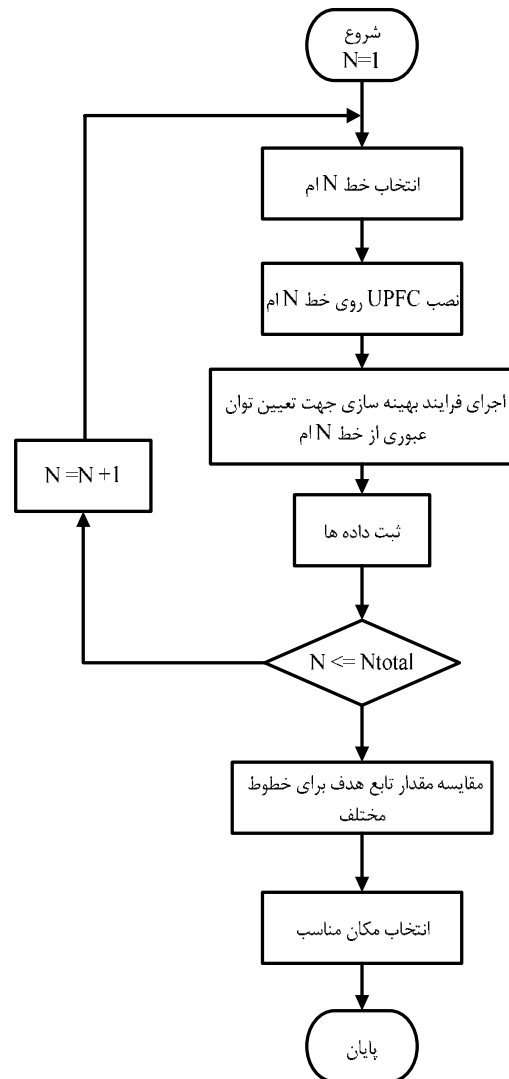 شروع
N=1
انتخاب خط N ام
نصب UPFC روی خط N ام
اجرای فرایند بهینه سازی جهت تعیین توان
عبوری از خط N ام
N =N +1
ثبت داده ها
N <= Ntotal
مقایسه مقدار تابع هدف برای خطوط
مختلف
انتخاب مکان مناسب
پایان